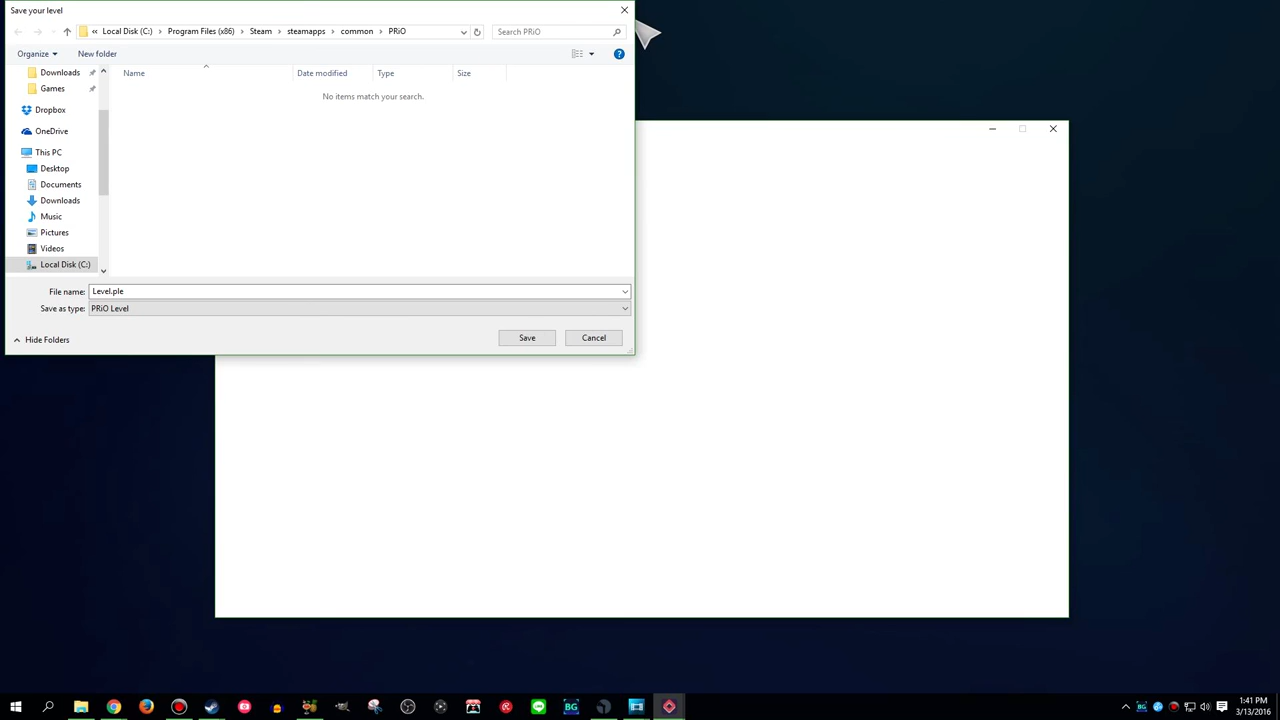 Save your level
« Local Disk (C:) > Program Files (x86) > Steam > steamapps > common > PRiO
Search PRiO
Organize
New folder
Name
Date modified
Type
Size
No items match your search.
Downloads
Games
Dropbox
OneDrive
This PC
Desktop
Documents
Downloads
Music
Pictures
Videos
Local Disk (C:)
File name: Level.ple
Save as type: PRiO Level
Hide Folders
Save
Cancel
BG
BG
1:41 PM
3/13/2016